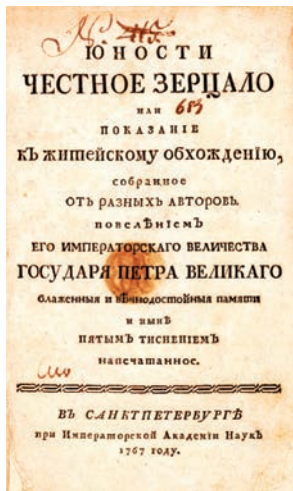 ЮНОСТИ
ЧЕСТНОЕ ЗЕРЦАЛО
ИЛИ
ПОКАЗАНІЕ
КЪ ЖИТЕЙСКОМУ ОБХОЖДЕНІЮ,
собранное
ОТЪ РАЗНЫХЪ АВТОРОВЪ.
повелѣніемЪ
ЕГО ИМПЕРАТОРСКАГО ВЕЛИЧЕСТВА
ГОСУДАРЯ ПЕТРА ВЕЛИКАГО
блаженныя и вѣчнодостойныя памяти
и нынѣ
ПЯТЫМЪ ТИСНЕНІЕМЪ
напечатанное.
ВЪ САНКТПЕТЕРБУРГѢ
при Императорской Академіи НаукЪ
1767 году.